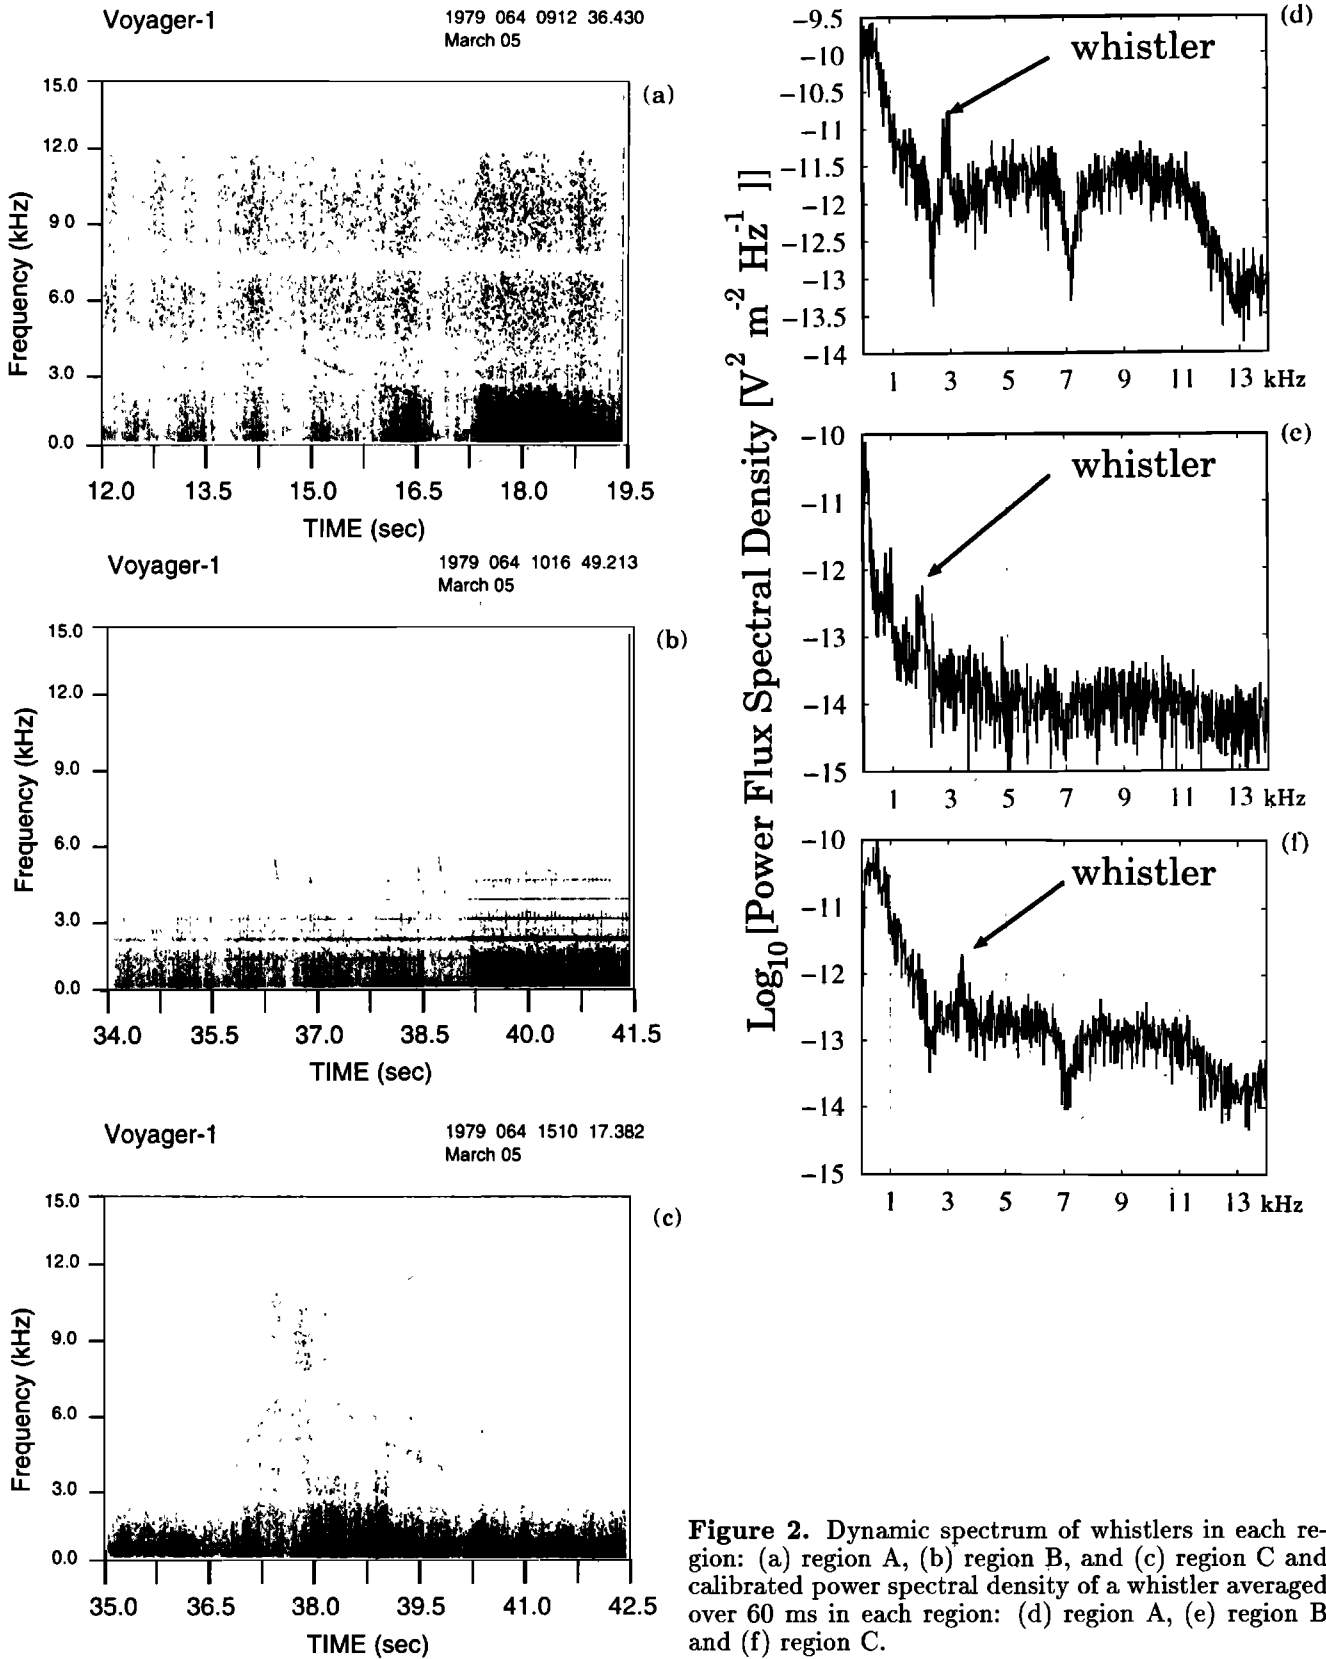 Voyager-1
1979 064 0912 36.430
March 05
(a)
15.0
12.0
9.0
6.0
3.0
0.0
Frequency (kHz)
12.0 13.5 15.0 16.5 18.0 19.5
TIME (sec)
Voyager-1
1979 064 1016 49.213
March 05
(b)
15.0
12.0
9.0
6.0
3.0
0.0
Frequency (kHz)
34.0 35.5 37.0 38.5 40.0 41.5
TIME (sec)
Voyager-1
1979 064 1510 17.382
March 05
(c)
15.0
12.0
9.0
6.0
3.0
0.0
Frequency (kHz)
35.0 36.5 38.0 39.5 41.0 42.5
TIME (sec)
Log10 [Power Flux Spectral Density [V2 m-2 Hz-1 ]]
(d)
whistler
-9.5
-10
-10.5
-11
-11.5
-12
-12.5
-13
-13.5
-14
1 3 5 7 9 11 13 kHz
(e)
whistler
-10
-11
-12
-13
-14
-15
1 3 5 7 9 11 13 kHz
(f)
whistler
-10
-11
-12
-13
-14
-15
1 3 5 7 9 11 13 kHz
Figure 2. Dynamic spectrum of whistlers in each re-
gion: (a) region A, (b) region B, and (c) region C and
calibrated power spectral density of a whistler averaged
over 60 ms in each region: (d) region A, (e) region B
and (f) region C.